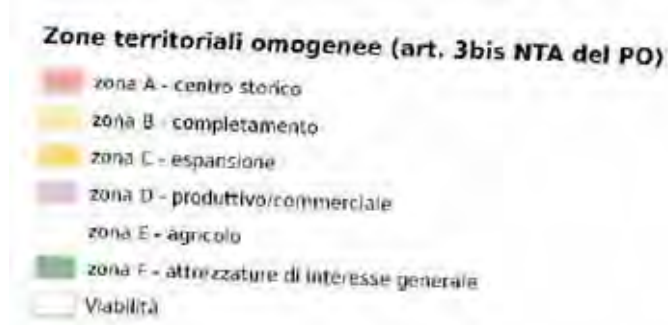 Zone territoriali omogenee (art. 3bis NTA del PO)
zona A - centro storico
zona B - completamento
zona C - espansione
zona D - produttivo/commerciale
zona E - agricolo
zona F - attrezzature di interesse generale
Viabilità